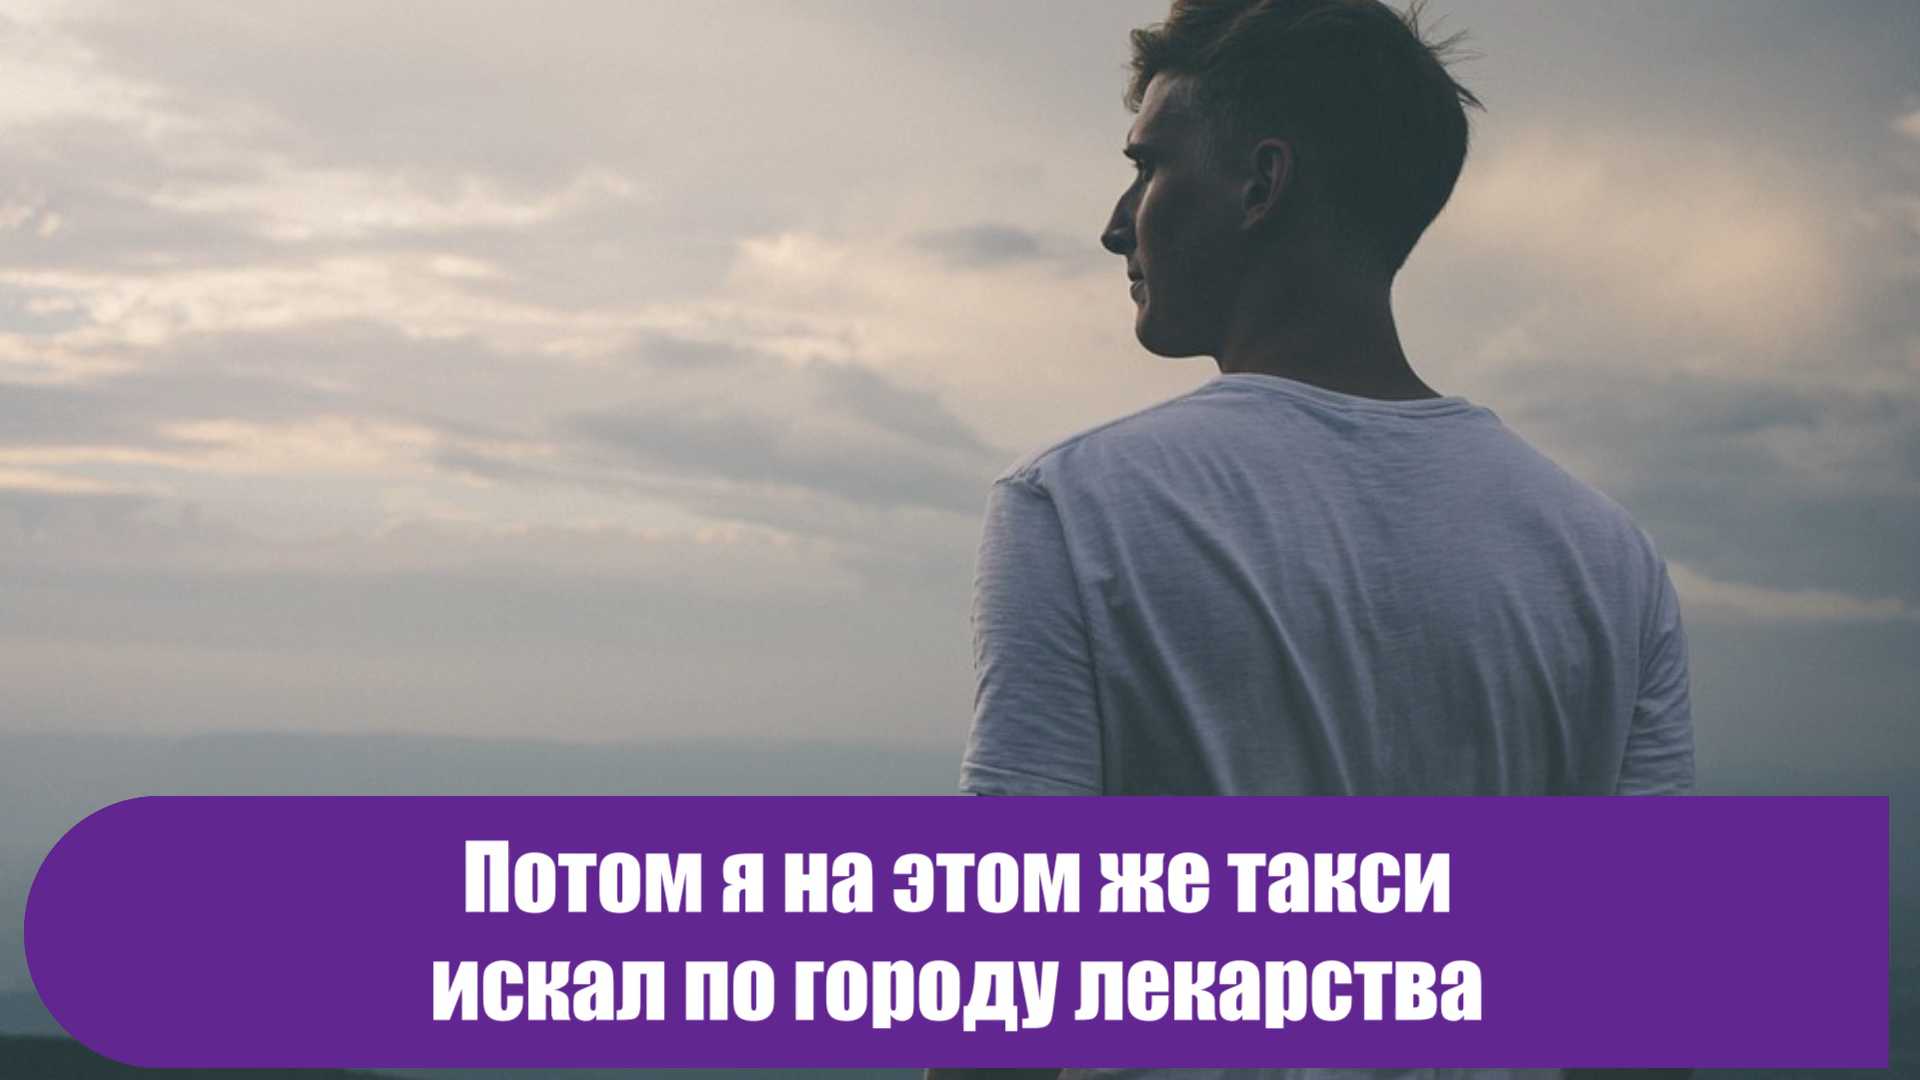 Потом я на этом же такси
искал по городу лекарства